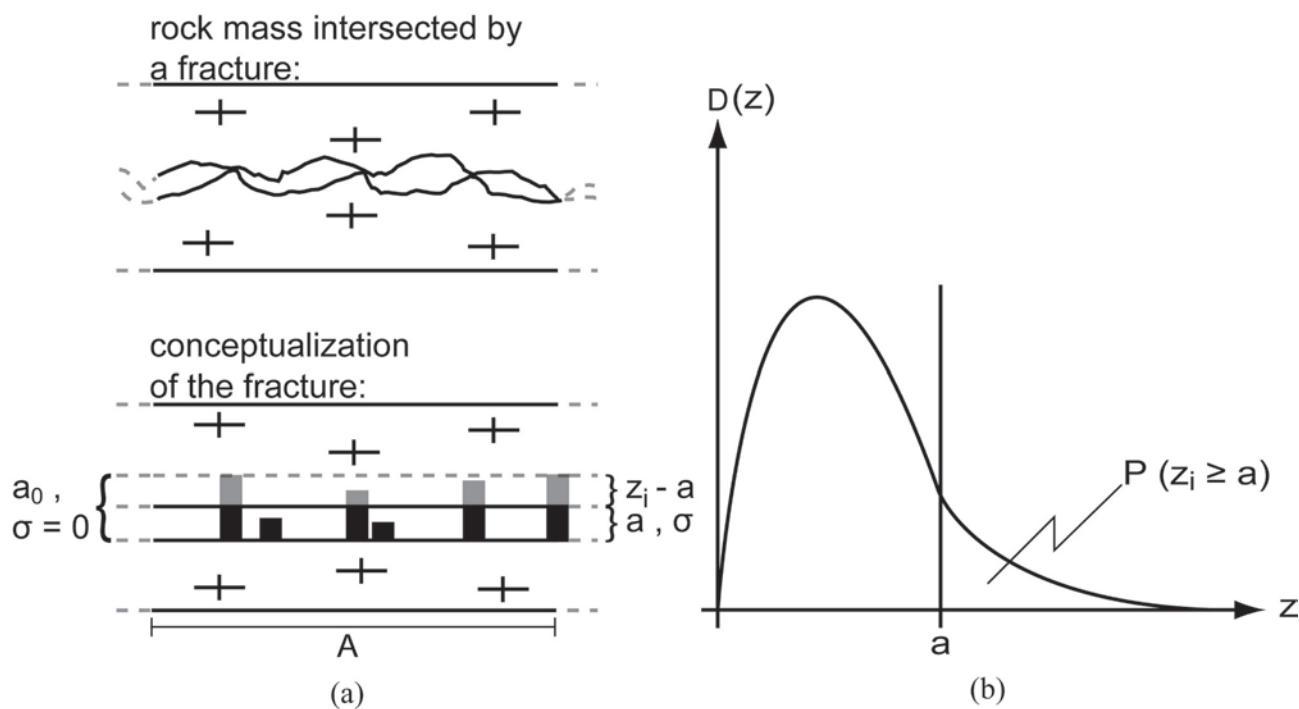 rock mass intersected by
a fracture:
conceptualization
of the fracture:
a₀ ,
σ = 0
zᵢ - a
a , σ
A
(a)
D(z)
P (zᵢ ≥ a)
a
z
(b)